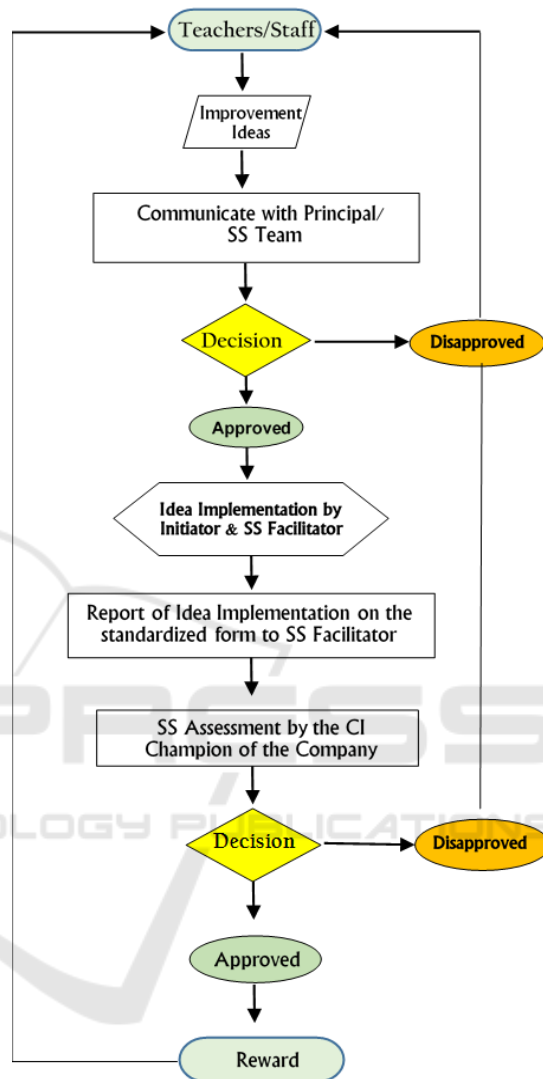 Teachers/Staff
Improvement
Ideas
Communicate with Principal/
SS Team
Decision
Disapproved
Approved
Idea Implementation by
Initiator & SS Facilitator
Report of Idea Implementation on the
standardized form to SS Facilitator
SS Assessment by the CI
Champion of the Company
Decision
Disapproved
Approved
Reward